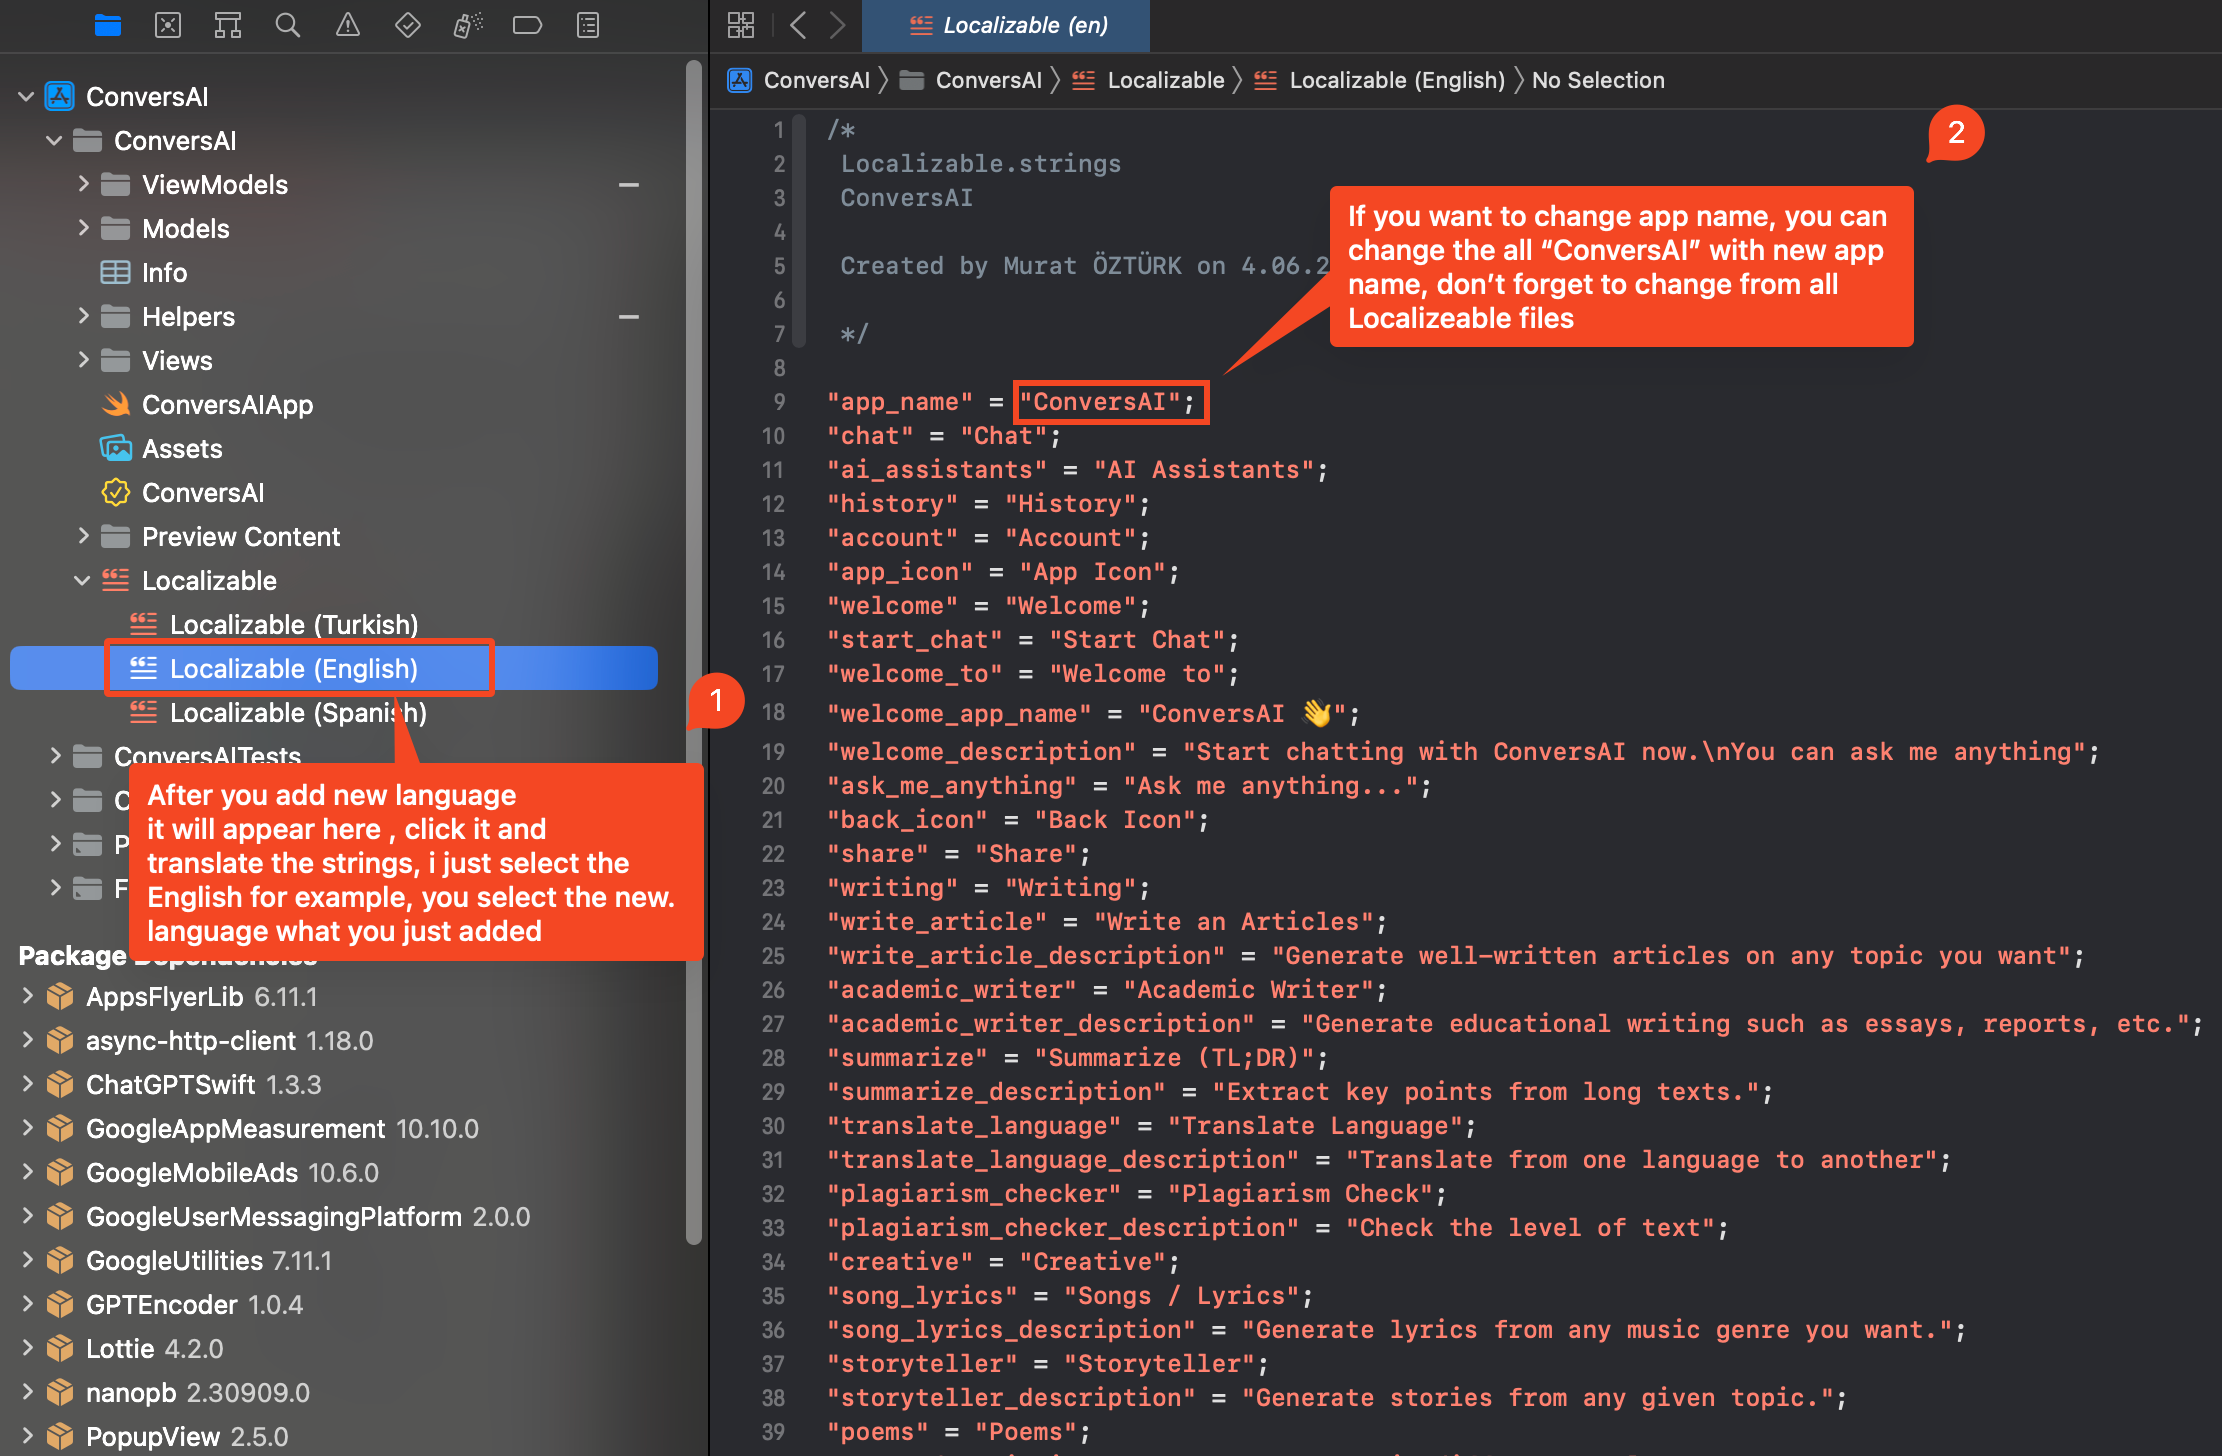 ConversAI
ConversAI
ViewModels
Models
Info
Helpers
Views
ConversAIApp
Assets
ConversAI
Preview Content
Localizable
Localizable (Turkish)
Localizable (English)
Localizable (Spanish)
ConversAITests
C
P
F
1
After you add new language
it will appear here , click it and
translate the strings, i just select the
English for example, you select the new.
language what you just added
Package Dependencies
AppsFlyerLib 6.11.1
async-http-client 1.18.0
ChatGPTSwift 1.3.3
GoogleAppMeasurement 10.10.0
GoogleMobileAds 10.6.0
GoogleUserMessagingPlatform 2.0.0
GoogleUtilities 7.11.1
GPTEncoder 1.0.4
Lottie 4.2.0
nanopb 2.30909.0
PopupView 2.5.0
Localizable (en)
ConversAI ConversAI Localizable Localizable (English) No Selection
2
If you want to change app name, you can
change the all “ConversAI” with new app
name, don’t forget to change from all
Localizeable files
1 /*
2 Localizable.strings
3 ConversAI
4
5 Created by Murat ÖZTÜRK on 4.06.2
6
7 */
8
9 "app_name" = "ConversAI";
10 "chat" = "Chat";
11 "ai_assistants" = "AI Assistants";
12 "history" = "History";
13 "account" = "Account";
14 "app_icon" = "App Icon";
15 "welcome" = "Welcome";
16 "start_chat" = "Start Chat";
17 "welcome_to" = "Welcome to";
18 "welcome_app_name" = "ConversAI 👋";
19 "welcome_description" = "Start chatting with ConversAI now.\nYou can ask me anything";
20 "ask_me_anything" = "Ask me anything...";
21 "back_icon" = "Back Icon";
22 "share" = "Share";
23 "writing" = "Writing";
24 "write_article" = "Write an Articles";
25 "write_article_description" = "Generate well-written articles on any topic you want";
26 "academic_writer" = "Academic Writer";
27 "academic_writer_description" = "Generate educational writing such as essays, reports, etc.";
28 "summarize" = "Summarize (TL;DR)";
29 "summarize_description" = "Extract key points from long texts.";
30 "translate_language" = "Translate Language";
31 "translate_language_description" = "Translate from one language to another";
32 "plagiarism_checker" = "Plagiarism Check";
33 "plagiarism_checker_description" = "Check the level of text";
34 "creative" = "Creative";
35 "song_lyrics" = "Songs / Lyrics";
36 "song_lyrics_description" = "Generate lyrics from any music genre you want.";
37 "storyteller" = "Storyteller";
38 "storyteller_description" = "Generate stories from any given topic.";
39 "poems" = "Poems";